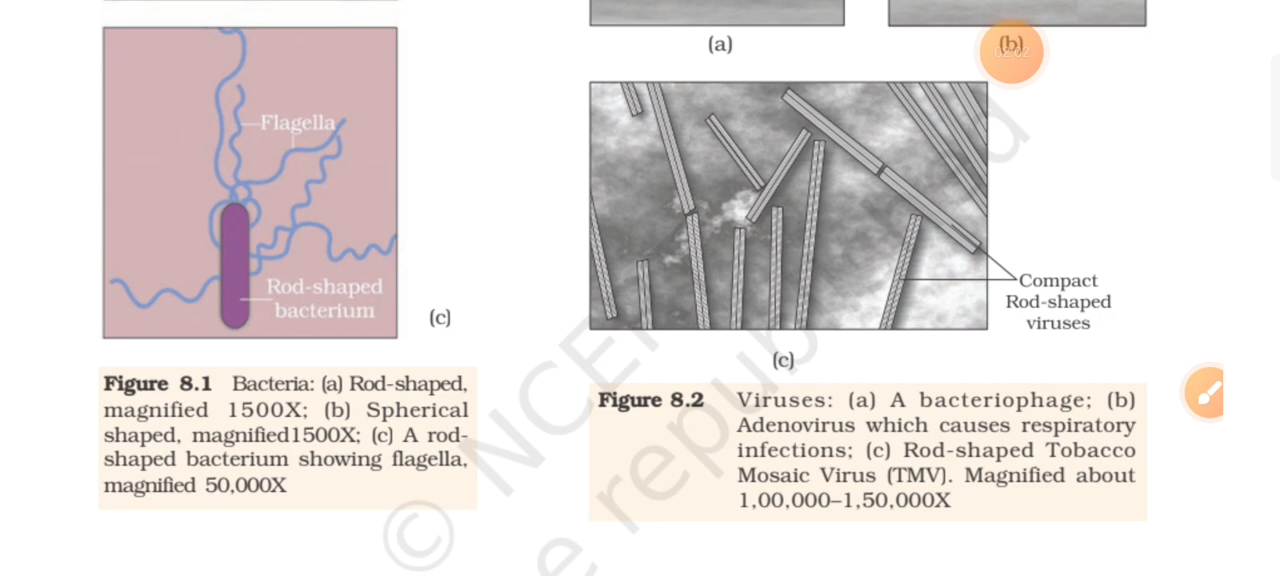 Flagella
Rod-shaped
bacterium
(c)
Figure 8.1 Bacteria: (a) Rod-shaped,
magnified 1500X; (b) Spherical
shaped, magnified1500X; (c) A rod-
shaped bacterium showing flagella,
magnified 50,000X
(a)
(b)
02:02
Compact
Rod-shaped
viruses
(c)
Figure 8.2 Viruses: (a) A bacteriophage; (b)
Adenovirus which causes respiratory
infections; (c) Rod-shaped Tobacco
Mosaic Virus (TMV). Magnified about
1,00,000–1,50,000X